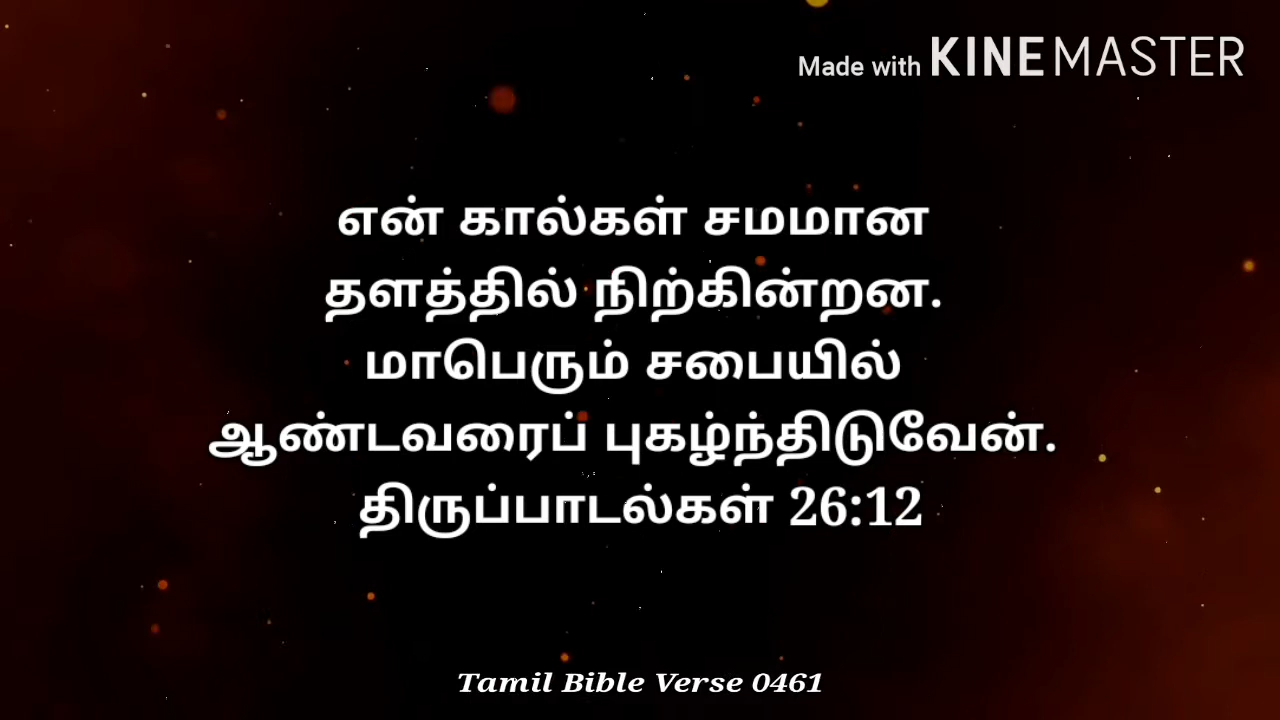 Made with KINEMASTER
என் கால்கள் சமமான
தளத்தில் நிற்கின்றன.
மாபெரும் சபையில்
ஆண்டவரைப் புகழ்ந்திடுவேன்.
திருப்பாடல்கள் 26:12
Tamil Bible Verse 0461